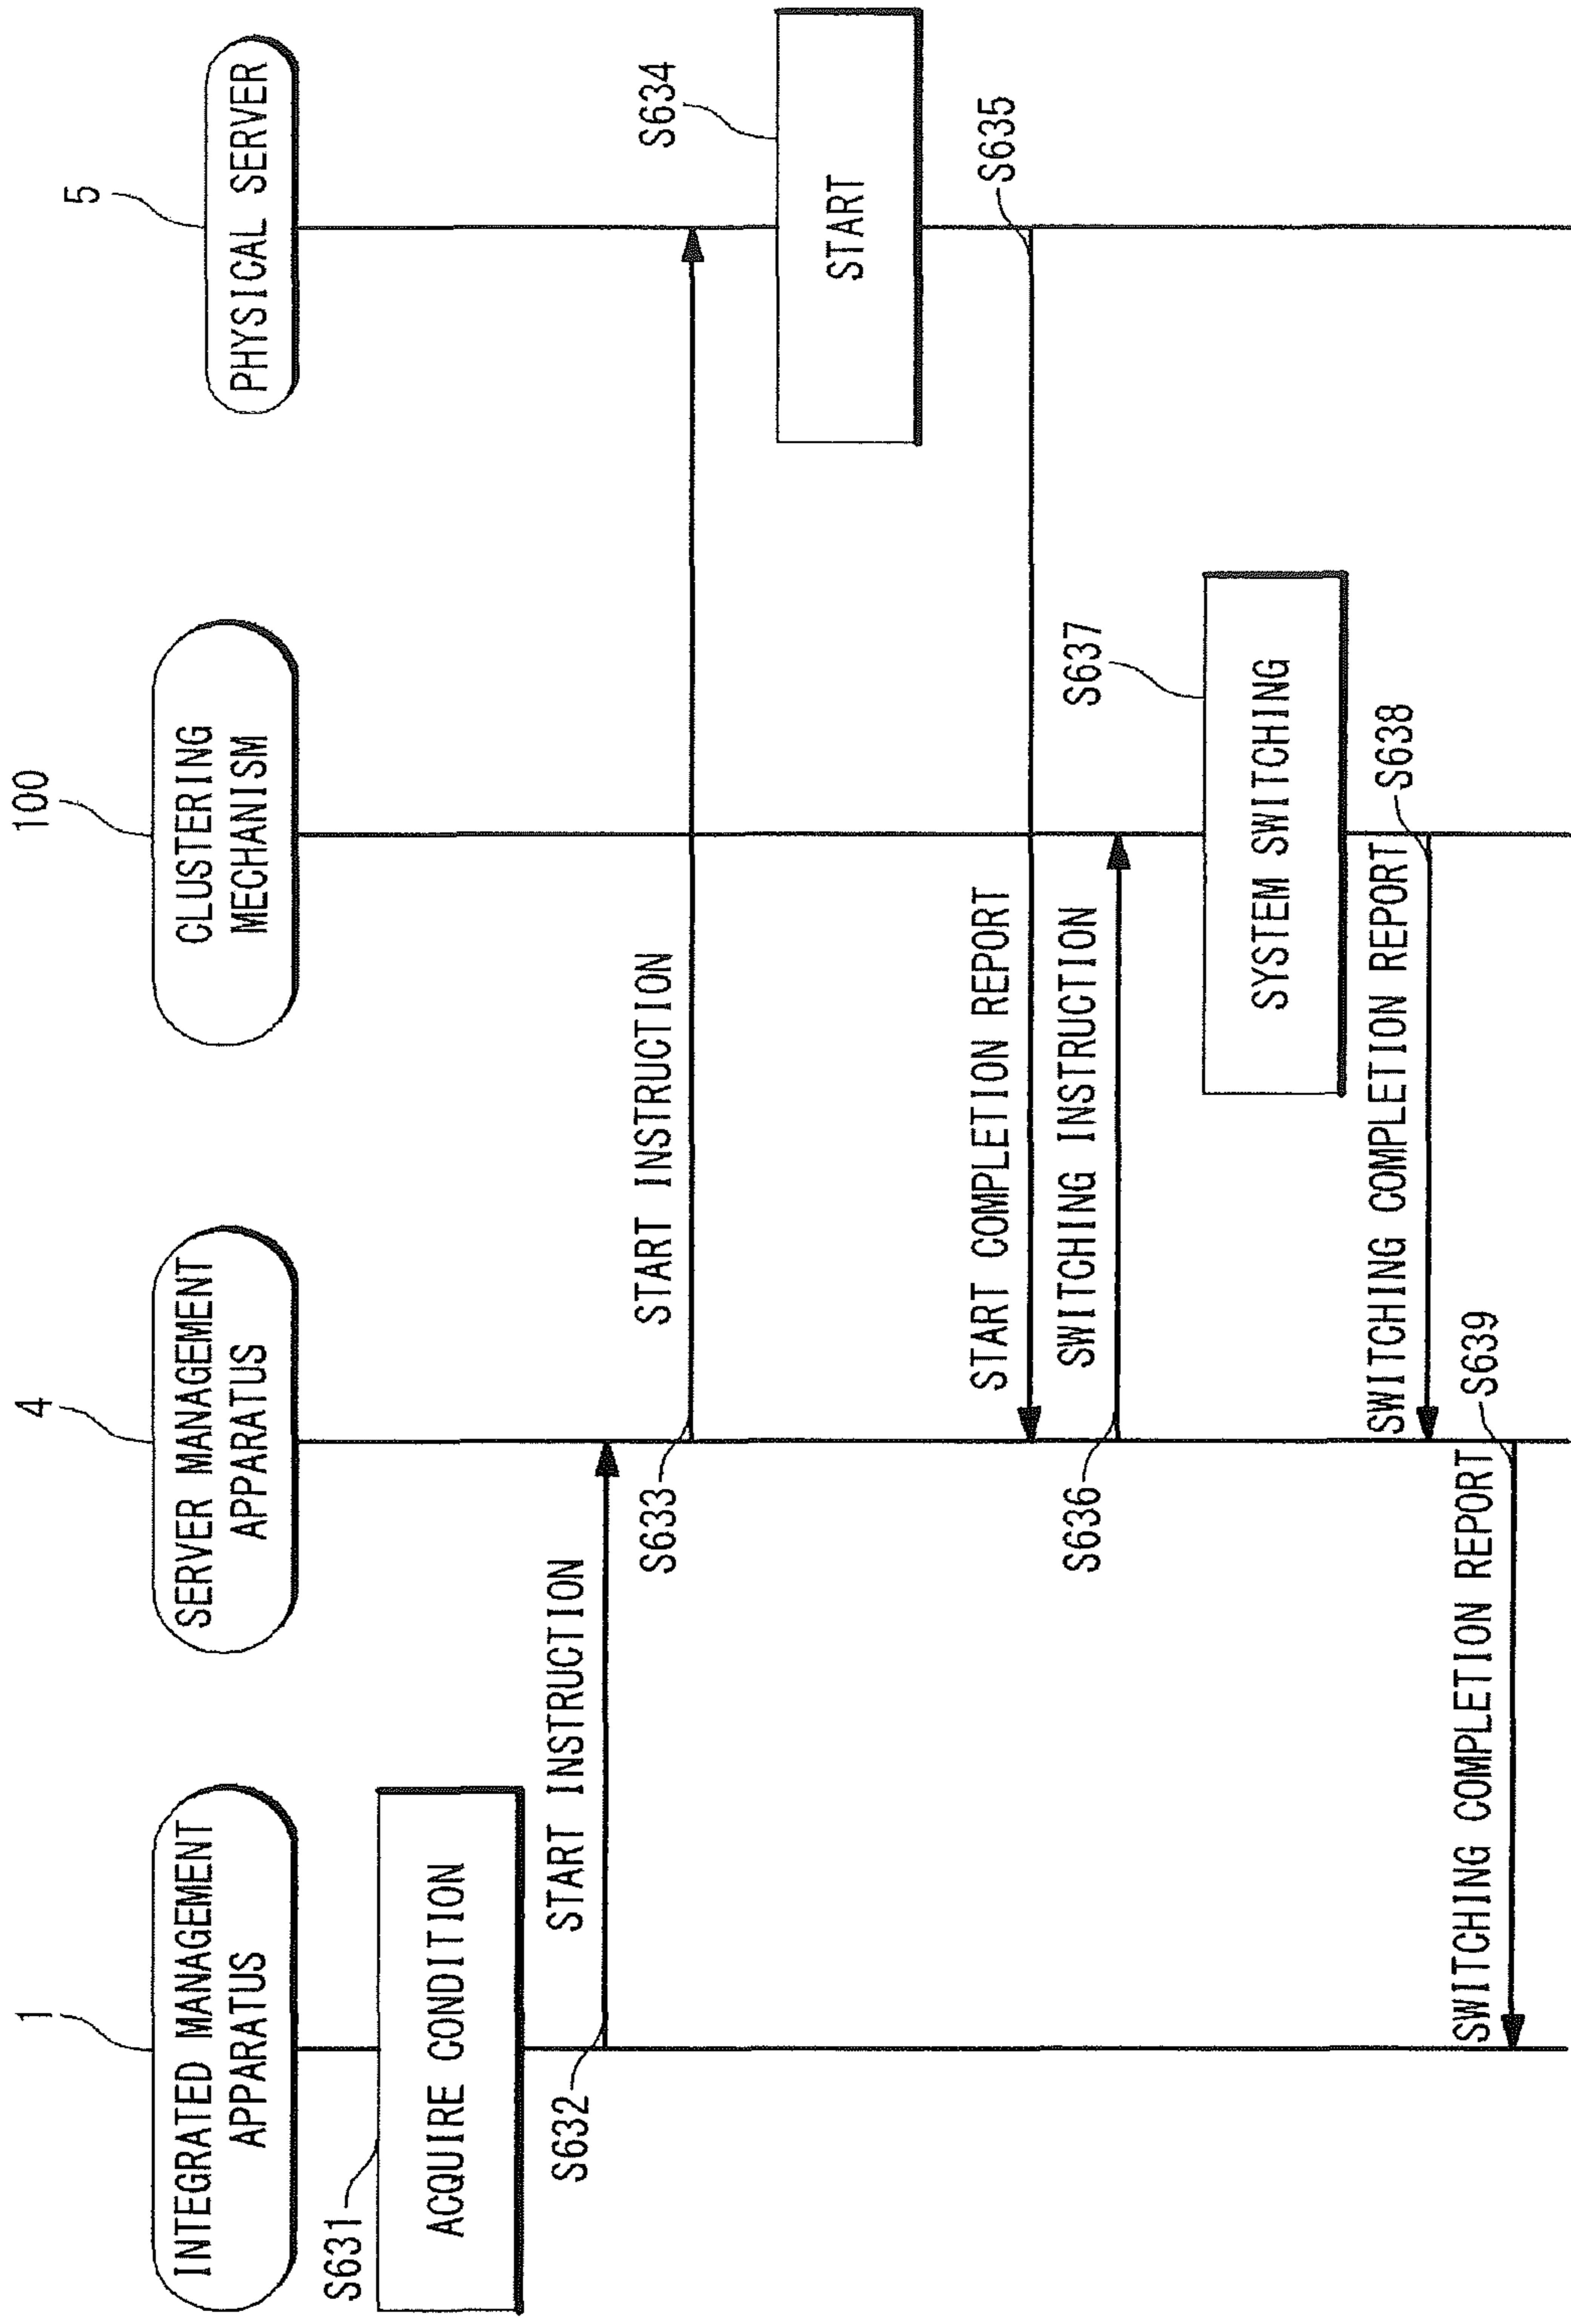 1
INTEGRATED MANAGEMENT
APPARATUS
4
SERVER MANAGEMENT
APPARATUS
100
CLUSTERING
MECHANISM
5
PHYSICAL SERVER
S631
ACQUIRE CONDITION
S632
START INSTRUCTION
S633
START INSTRUCTION
S634
START
START COMPLETION REPORT
S635
S636
SWITCHING INSTRUCTION
S637
SYSTEM SWITCHING
SWITCHING COMPLETION REPORT
S638
SWITCHING COMPLETION REPORT
S639